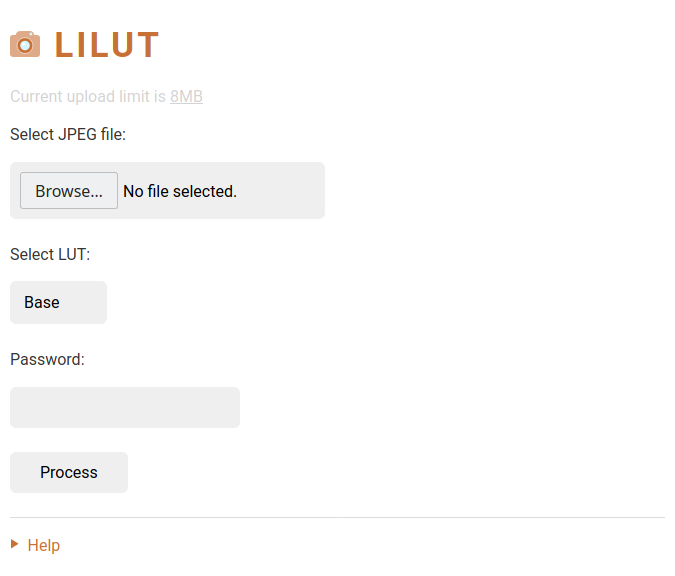 LILUT
Current upload limit is 8MB
Select JPEG file:
Browse... No file selected.
Select LUT:
Base
Password:
Process
Help